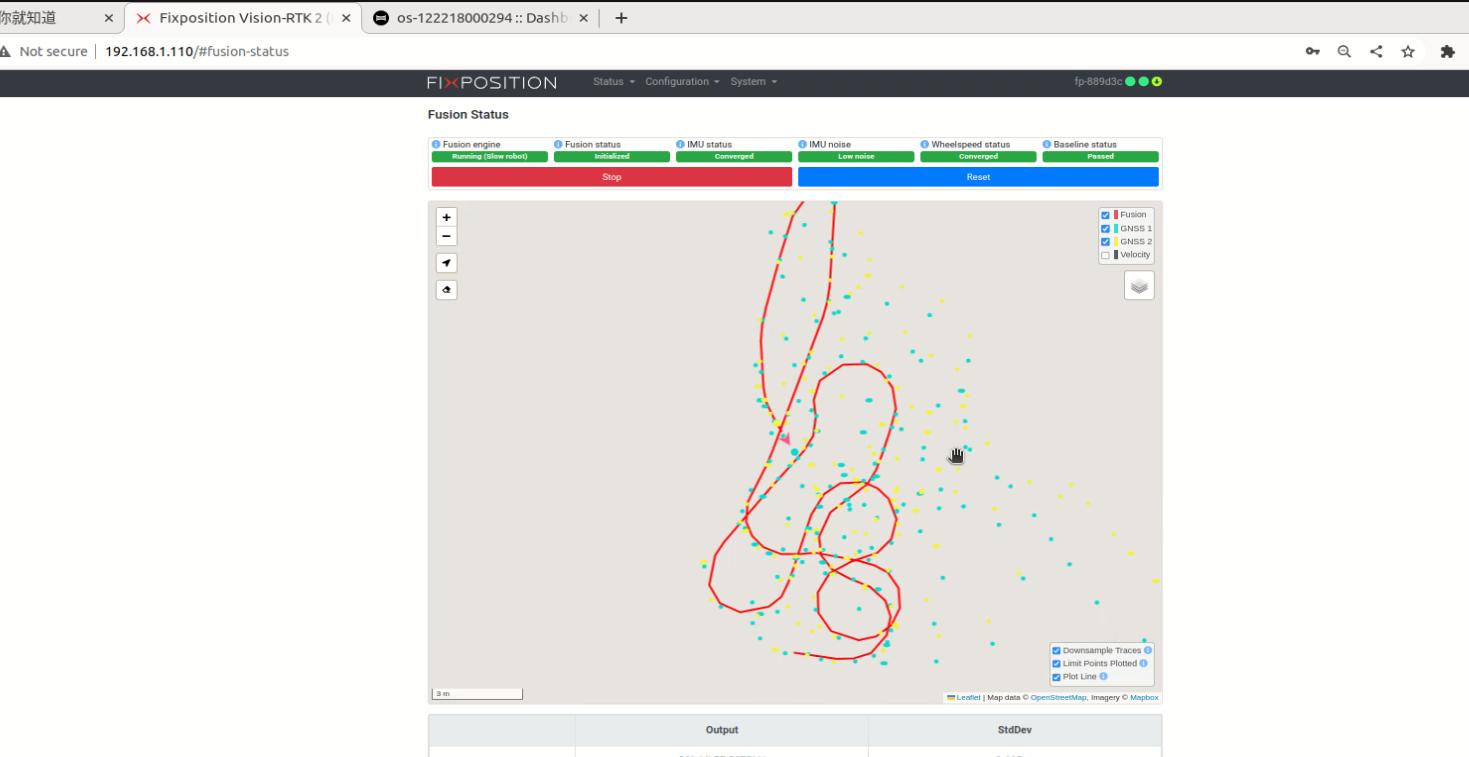 你就知道
Fixposition Vision-RTK 2 (
os-122218000294 :: Dashb
Not secure
192.168.1.110/#fusion-status
FIXPOSITION
Status
Configuration
System
fp-889d3c
Fusion Status
Fusion engine
Fusion status
IMU status
IMU noise
Wheelspeed status
Baseline status
Running (Slow robot)
Initialized
Converged
Low noise
Converged
Passed
Stop
Reset
+
−
Fusion
GNSS 1
GNSS 2
Velocity
Downsample Traces
Limit Points Plotted
Plot Line
3 m
Leaflet | Map data © OpenStreetMap, Imagery © Mapbox
Output
StdDev